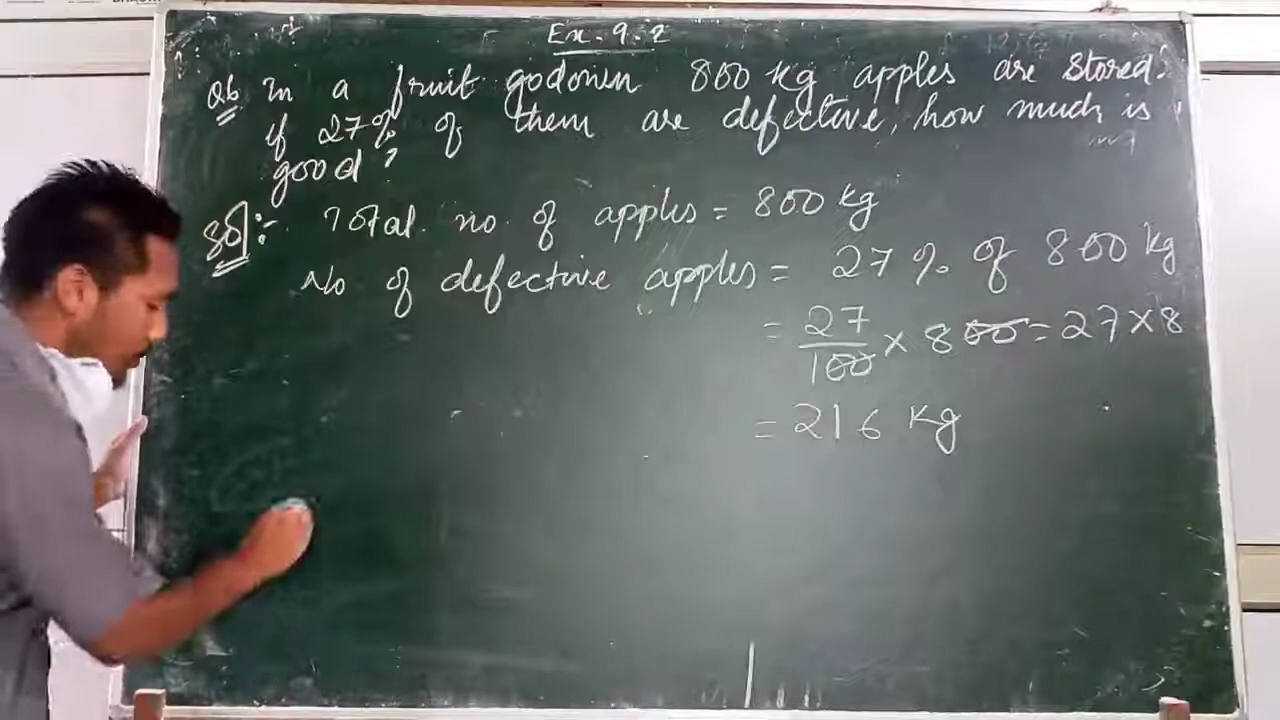 Ex. 9.2
Q6 In a fruit godown 800 kg apples are stored.
if 27% of them are defective, how much is
good?
Sol:- Total no. of apples = 800 kg
No of defective apples = 27 % of 800 kg
= 27/100 × 800 = 27×8
= 216 kg